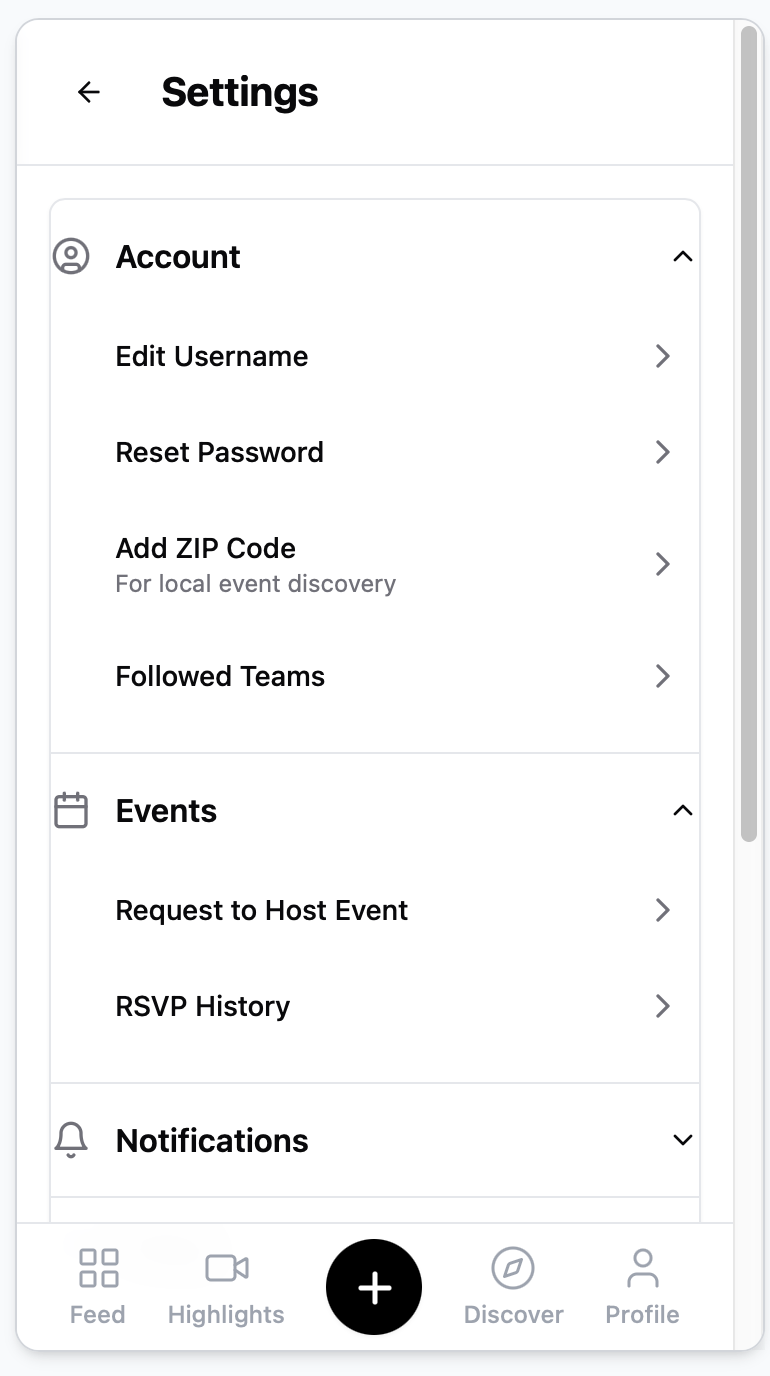 Settings
Account
Edit Username
Reset Password
Add ZIP Code
For local event discovery
Followed Teams
Events
Request to Host Event
RSVP History
Notifications
Feed
Highlights
Discover
Profile